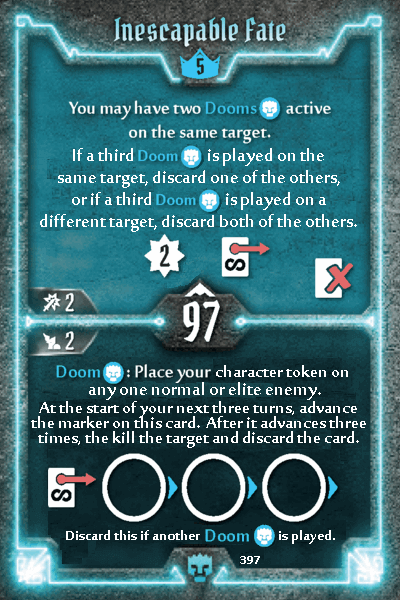 Inescapable Fate
5
You may have two Dooms active
on the same target.
If a third Doom is played on the
same target, discard one of the others,
or if a third Doom is played on a
different target, discard both of the others.
2
2
97
2
Doom : Place your character token on
any one normal or elite enemy.
At the start of your next three turns, advance
the marker on this card. After it advances three
times, the kill the target and discard the card.
Discard this if another Doom is played.
397